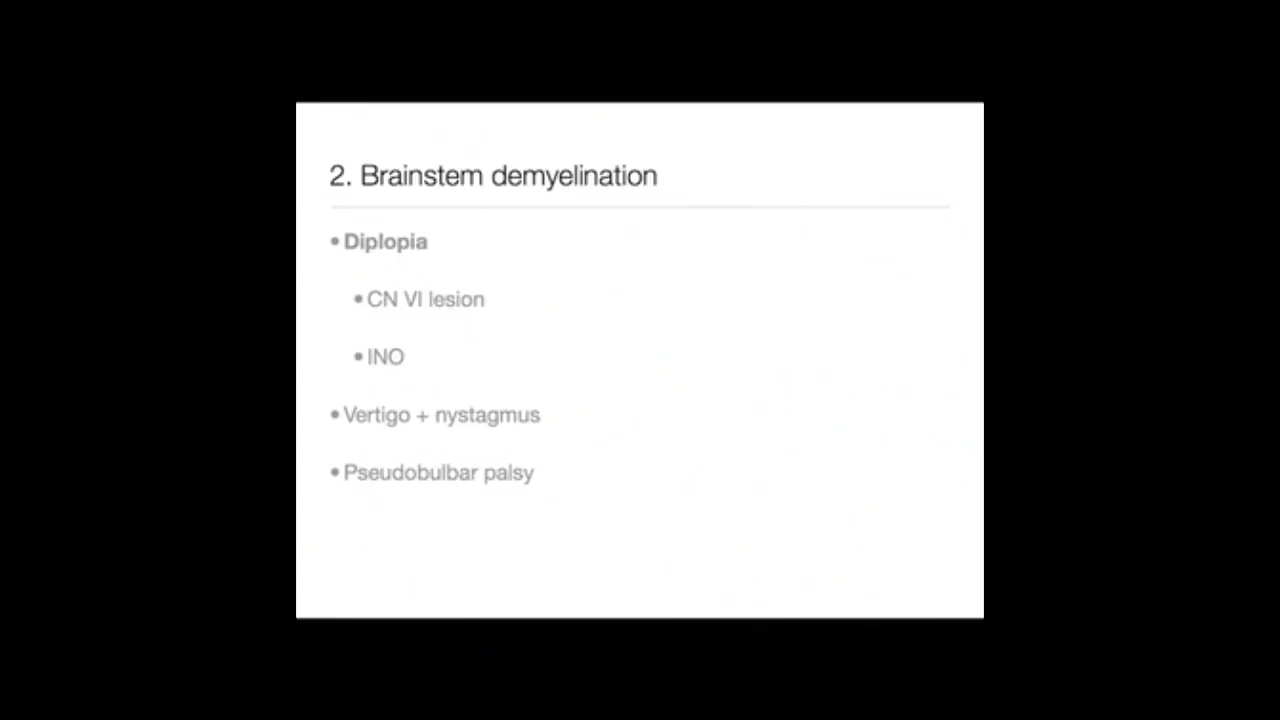 2. Brainstem demyelination
• Diplopia
• CN VI lesion
• INO
• Vertigo + nystagmus
• Pseudobulbar palsy